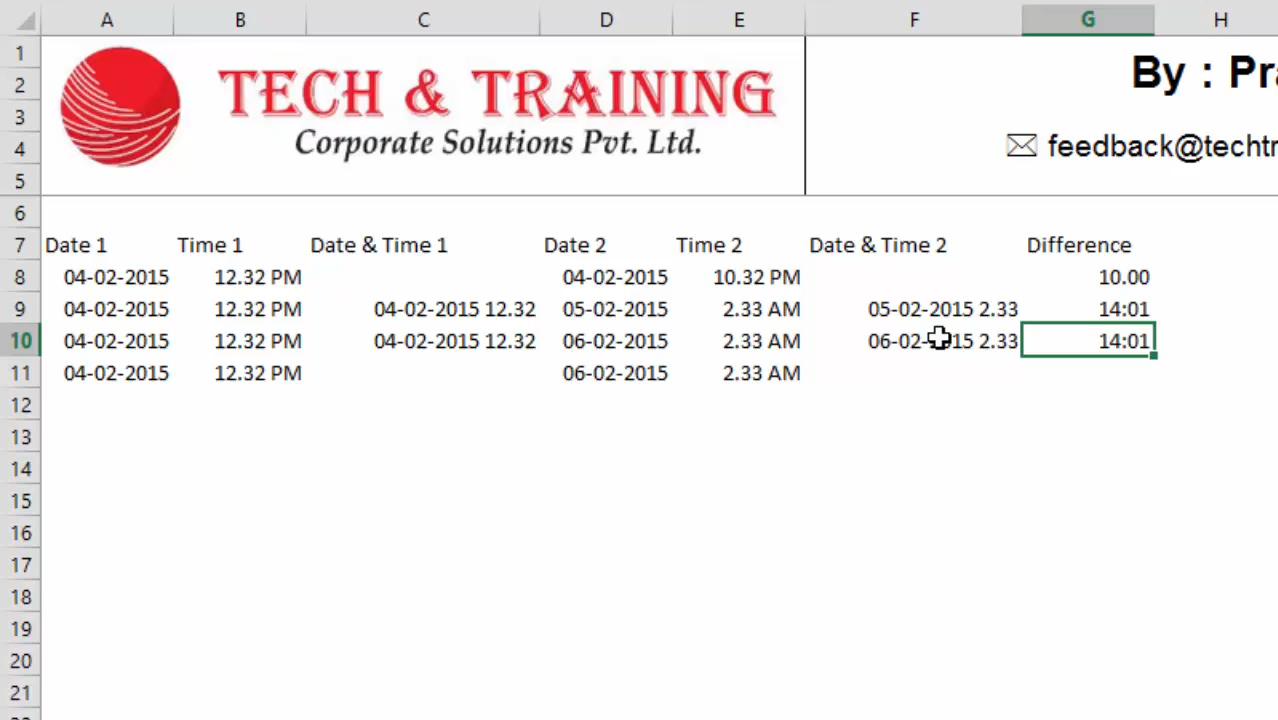 A B C D E F G H
1
2 TECH & TRAINING By :
3
4 Corporate Solutions Pvt. Ltd.
5
6
7 Date 1 Time 1 Date & Time 1 Date 2 Time 2 Date & Time 2 Difference
8 04-02-2015 12.32 PM 04-02-2015 10.32 PM 10.00
9 04-02-2015 12.32 PM 04-02-2015 12.32 05-02-2015 2.33 AM 05-02-2015 2.33 14:01
10 04-02-2015 12.32 PM 04-02-2015 12.32 06-02-2015 2.33 AM 06-02-2015 2.33 14:01
11 04-02-2015 12.32 PM 06-02-2015 2.33 AM
12
13
14
15
16
17
18
19
20
21